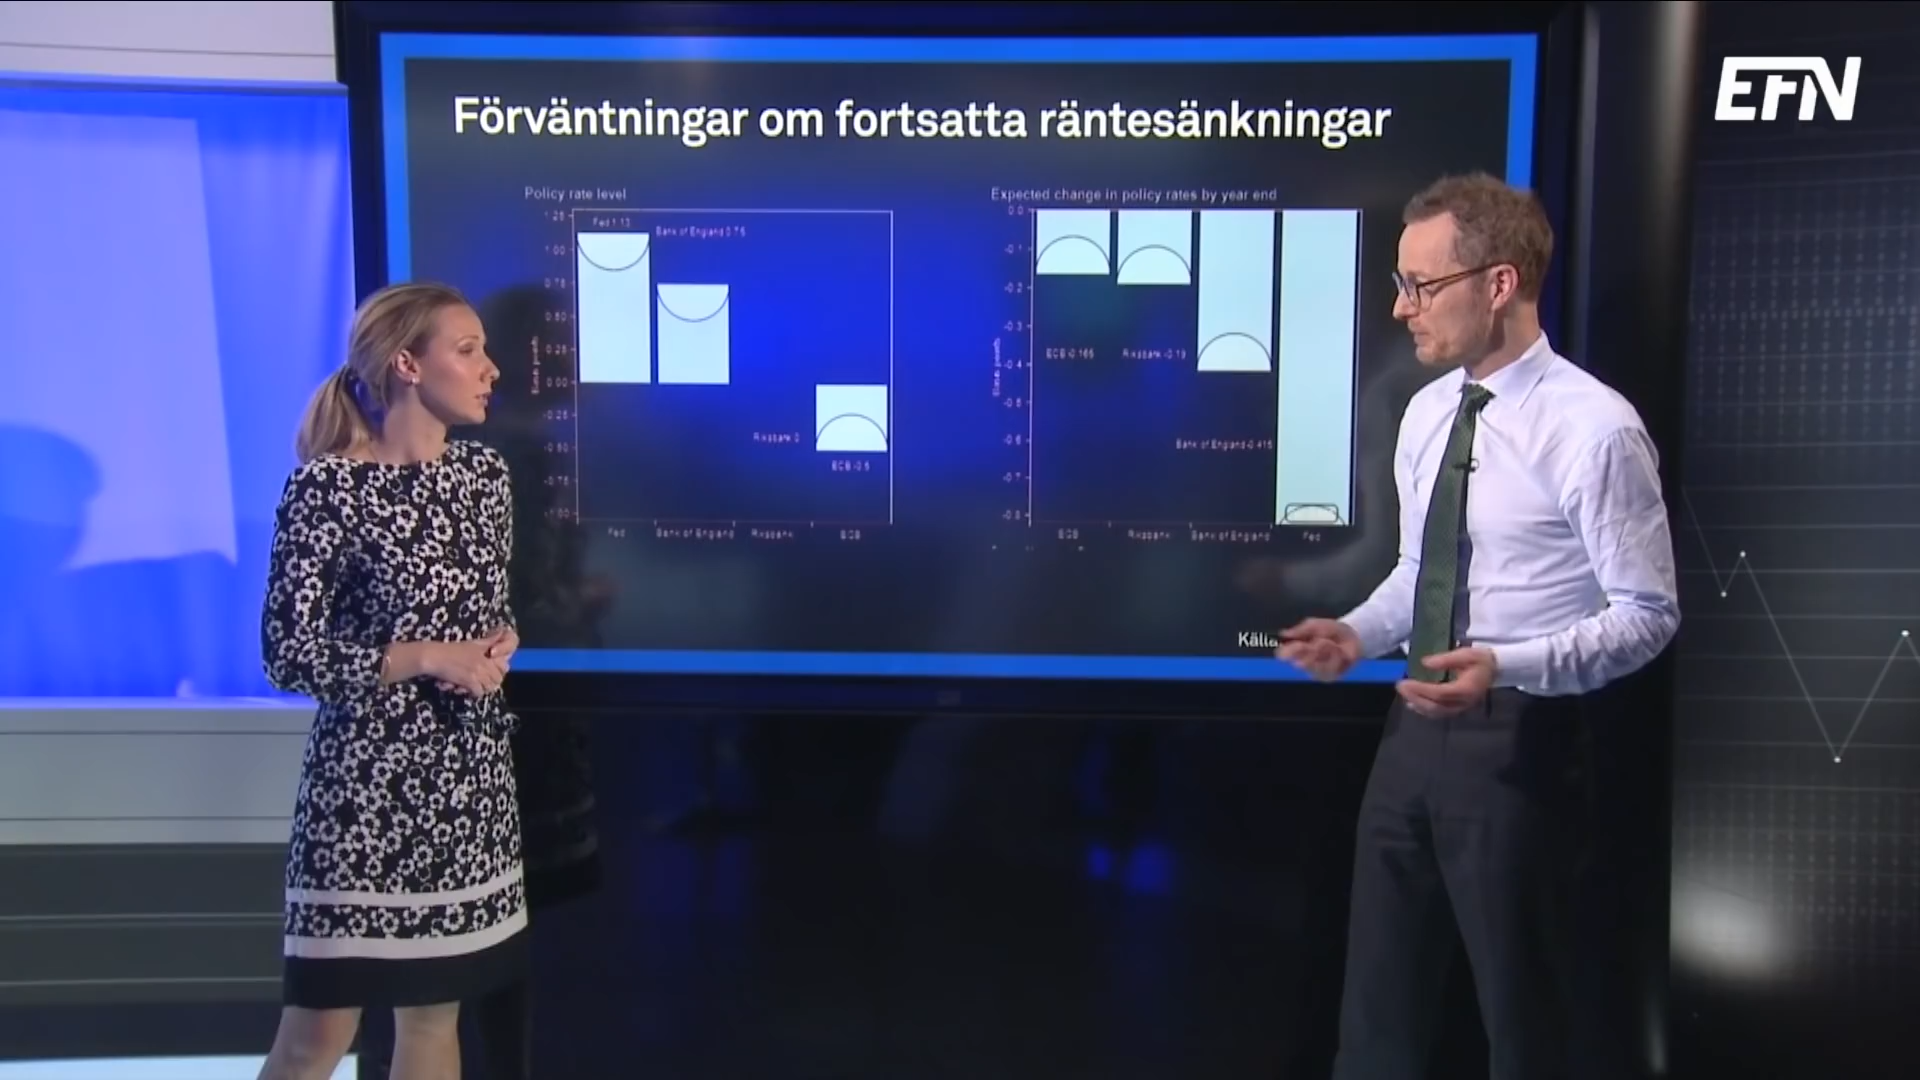 EFN
Förväntningar om fortsatta räntesänkningar
Policy rate level
1.25
Fed 1.13
Bank of England 0.75
1.00
0.75
0.50
0.25
0.00
-0.25
-0.50
-0.75
-1.00
Riksbank 0
ECB -0.5
Fed Bank of England Riksbank ECB
Expected change in policy rates by year end
0.0
-0.1
-0.2
-0.3
-0.4
-0.5
-0.6
-0.7
-0.8
ECB -0.165 Riksbank -0.19
Bank of England -0.415
ECB Riksbank Bank of England Fed
Källa